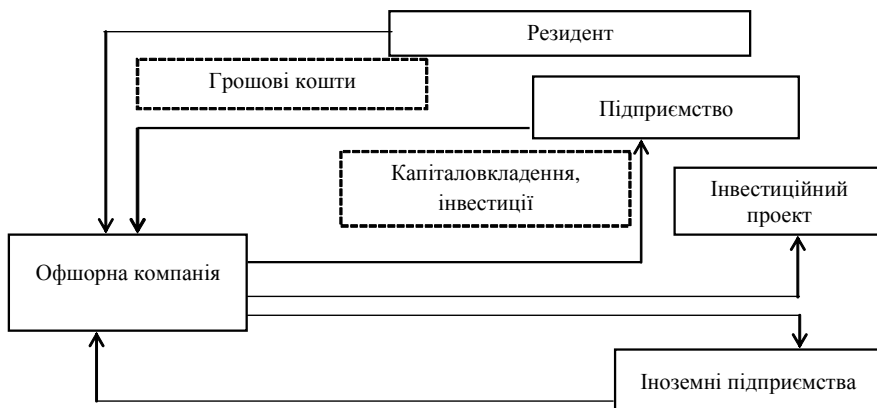 Резидент
Грошові кошти
Підприємство
Капіталовкладення,
інвестиції
Інвестиційний
проект
Офшорна компанія
Іноземні підприємства